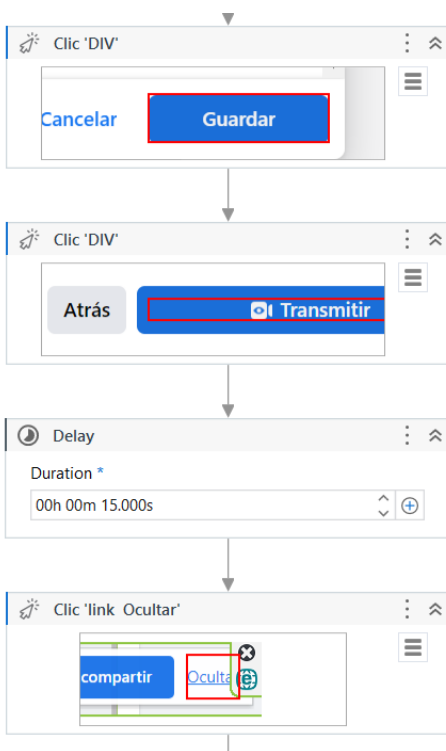 Clic 'DIV'
Cancelar Guardar
Clic 'DIV'
Atrás Transmitir
Delay
Duration *
00h 00m 15.000s
Clic 'link Ocultar'
compartir Oculta